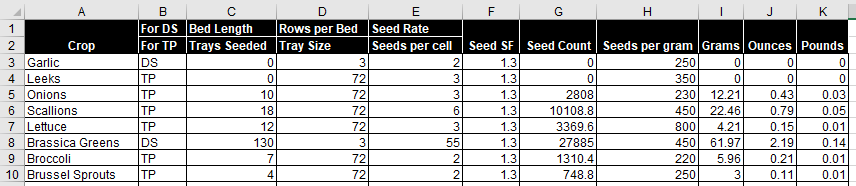 A B C D E F G H I J K
1 For DS Bed Length Rows per Bed Seed Rate
2 Crop For TP Trays Seeded Tray Size Seeds per cell Seed SF Seed Count Seeds per gram Grams Ounces Pounds
3 Garlic DS 0 3 2 1.3 0 250 0 0 0
4 Leeks TP 0 72 3 1.3 0 350 0 0 0
5 Onions TP 10 72 3 1.3 2808 230 12.21 0.43 0.03
6 Scallions TP 18 72 6 1.3 10108.8 450 22.46 0.79 0.05
7 Lettuce TP 12 72 3 1.3 3369.6 800 4.21 0.15 0.01
8 Brassica Greens DS 130 3 55 1.3 27885 450 61.97 2.19 0.14
9 Broccoli TP 7 72 2 1.3 1310.4 220 5.96 0.21 0.01
10 Brussel Sprouts TP 4 72 2 1.3 748.8 250 3 0.11 0.01